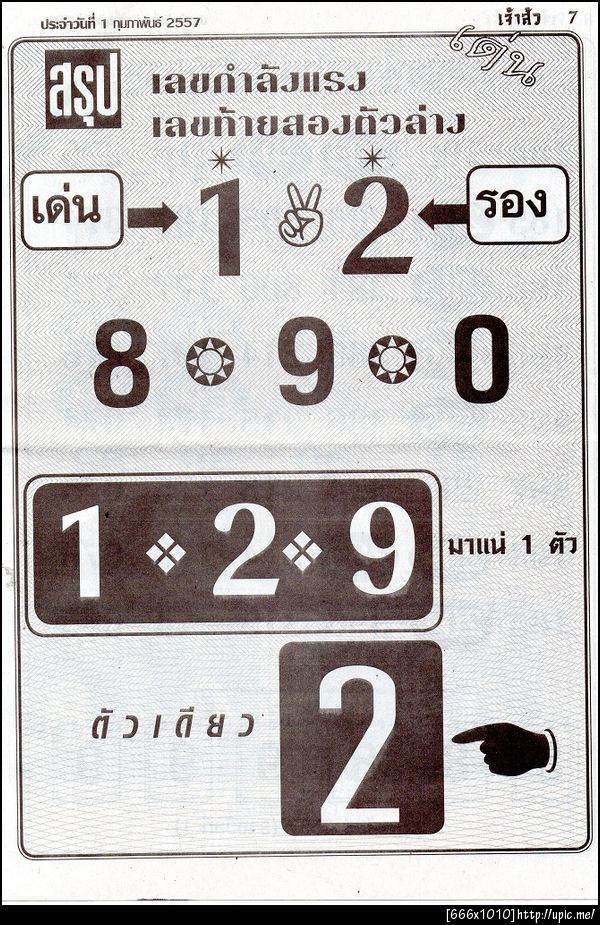 ประจำวันที่ 1 กุมภาพันธ์ 2557 เจ้าสัว 7
เด่น
สรุป
เลขกำลังแรง
เลขท้ายสองตัวล่าง
เด่น 1 2 รอง
8 9 0
1 2 9 มาแน่ 1 ตัว
ตัวเดียว 2
[666x1010]http://upic.me/